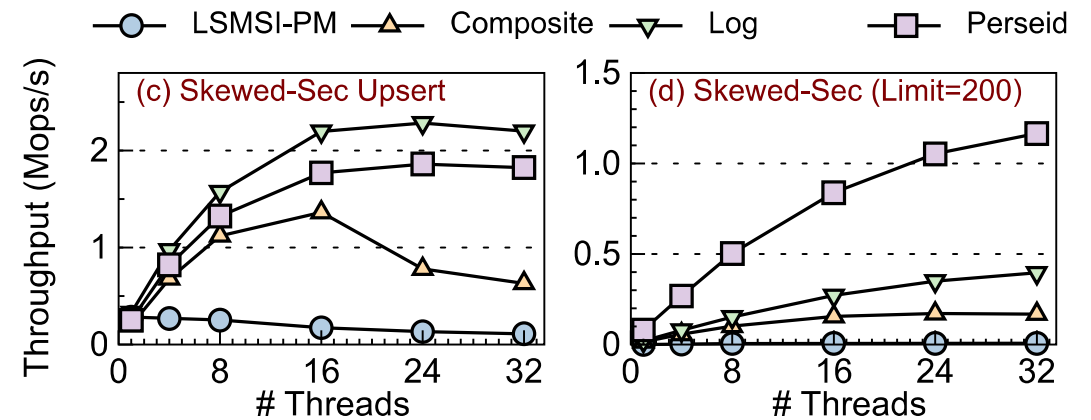 LSMSI-PM Composite Log Perseid
Throughput (Mops/s)
(c) Skewed-Sec Upsert
2
1
0
0 8 16 24 32
# Threads
(d) Skewed-Sec (Limit=200)
1.5
1.0
0.5
0
0 8 16 24 32
# Threads